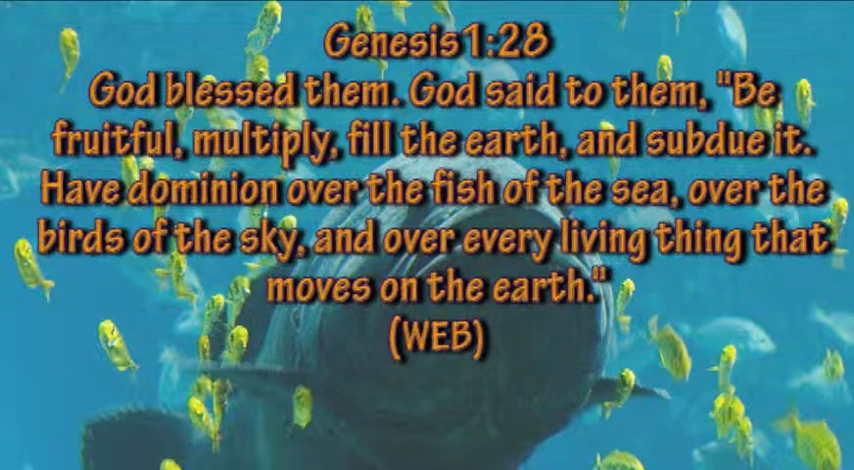 Genesis 1:28
God blessed them. God said to them, "Be
fruitful, multiply, fill the earth, and subdue it.
Have dominion over the fish of the sea, over the
birds of the sky, and over every living thing that
moves on the earth."
(WEB)